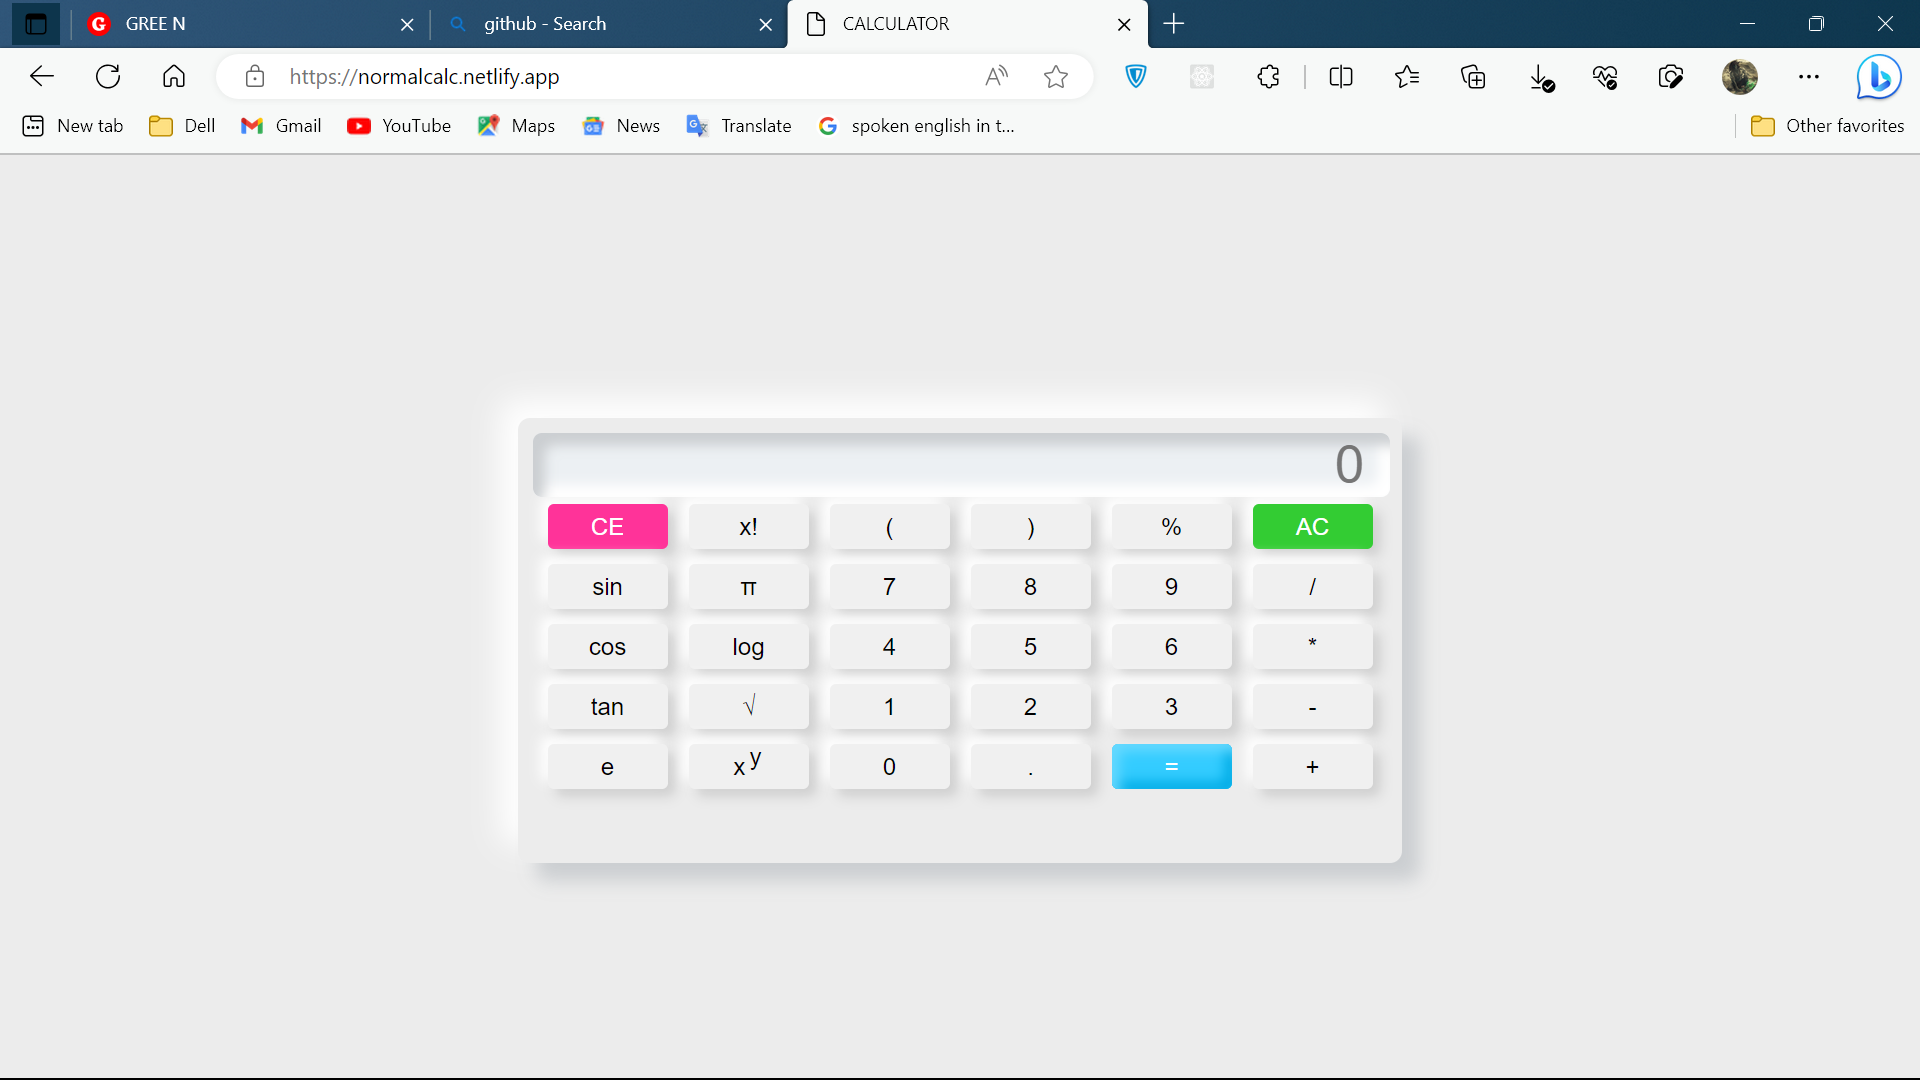 GREE N
github - Search
CALCULATOR
https://normalcalc.netlify.app
New tab
Dell
Gmail
YouTube
Maps
News
Translate
spoken english in t...
Other favorites
0
CE x! ( ) % AC
sin π 7 8 9 /
cos log 4 5 6 *
tan √ 1 2 3 -
e x y 0 . = +